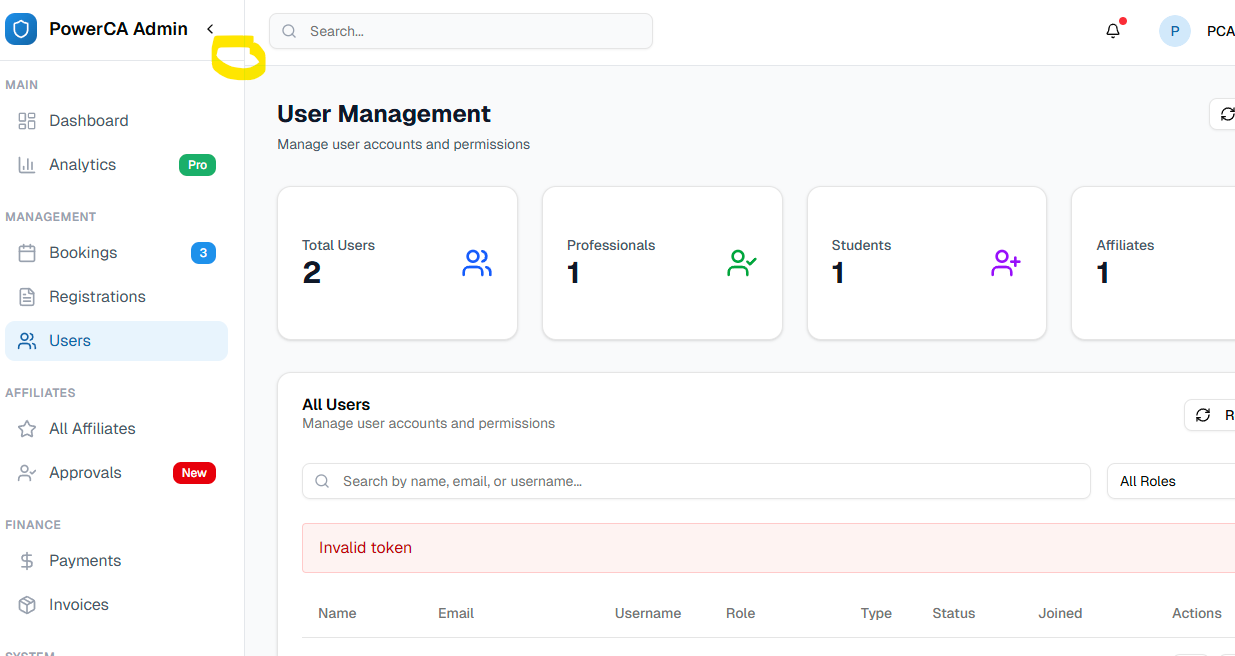 PowerCA Admin
Search...
P
PCA
MAIN
Dashboard
Analytics
Pro
MANAGEMENT
Bookings
3
Registrations
Users
AFFILIATES
All Affiliates
Approvals
New
FINANCE
Payments
Invoices
SYSTEM
User Management
Manage user accounts and permissions
Total Users
2
Professionals
1
Students
1
Affiliates
1
All Users
Manage user accounts and permissions
R
Search by name, email, or username...
All Roles
Invalid token
Name Email Username Role Type Status Joined Actions